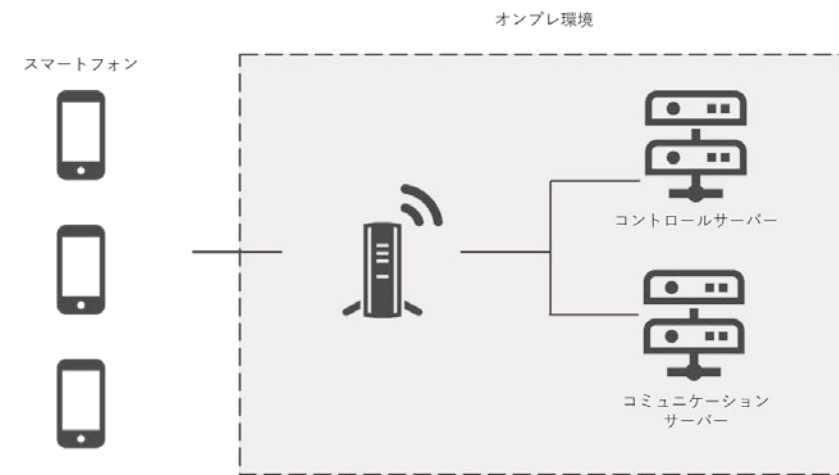 オンプレ環境
スマートフォン
コントロールサーバー
コミュニケーション
サーバー